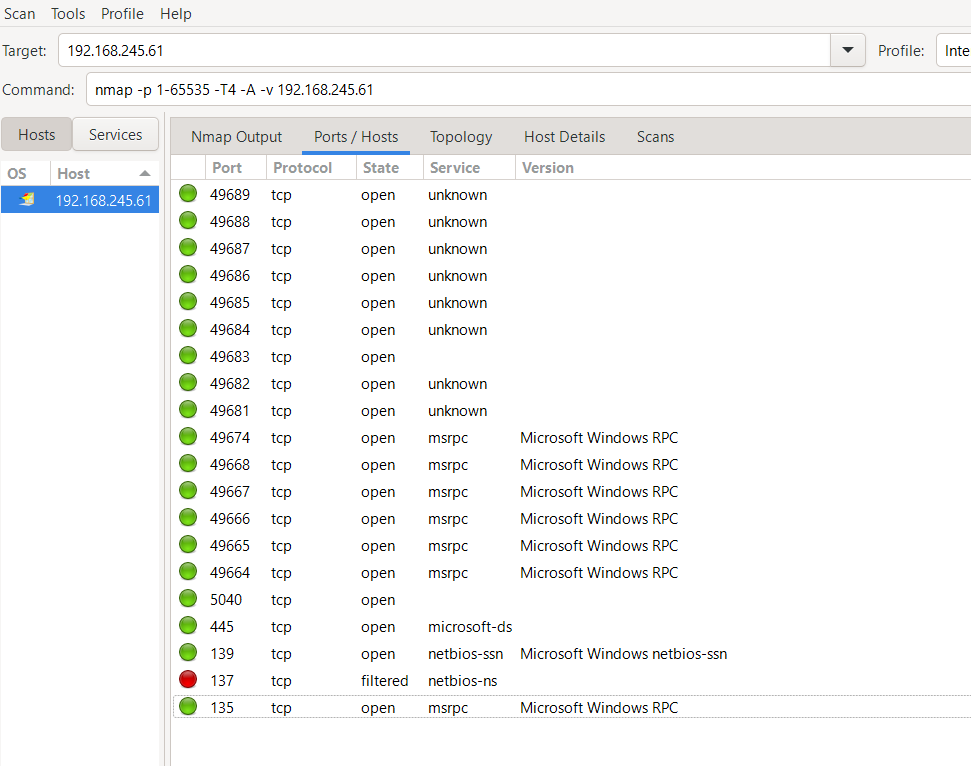 Scan Tools Profile Help
Target: 192.168.245.61 Profile: Inte
Command: nmap -p 1-65535 -T4 -A -v 192.168.245.61
Hosts Services Nmap Output Ports / Hosts Topology Host Details Scans
OS Host Port Protocol State Service Version
192.168.245.61 49689 tcp open unknown
49688 tcp open unknown
49687 tcp open unknown
49686 tcp open unknown
49685 tcp open unknown
49684 tcp open unknown
49683 tcp open
49682 tcp open unknown
49681 tcp open unknown
49674 tcp open msrpc Microsoft Windows RPC
49668 tcp open msrpc Microsoft Windows RPC
49667 tcp open msrpc Microsoft Windows RPC
49666 tcp open msrpc Microsoft Windows RPC
49665 tcp open msrpc Microsoft Windows RPC
49664 tcp open msrpc Microsoft Windows RPC
5040 tcp open
445 tcp open microsoft-ds
139 tcp open netbios-ssn Microsoft Windows netbios-ssn
137 tcp filtered netbios-ns
135 tcp open msrpc Microsoft Windows RPC